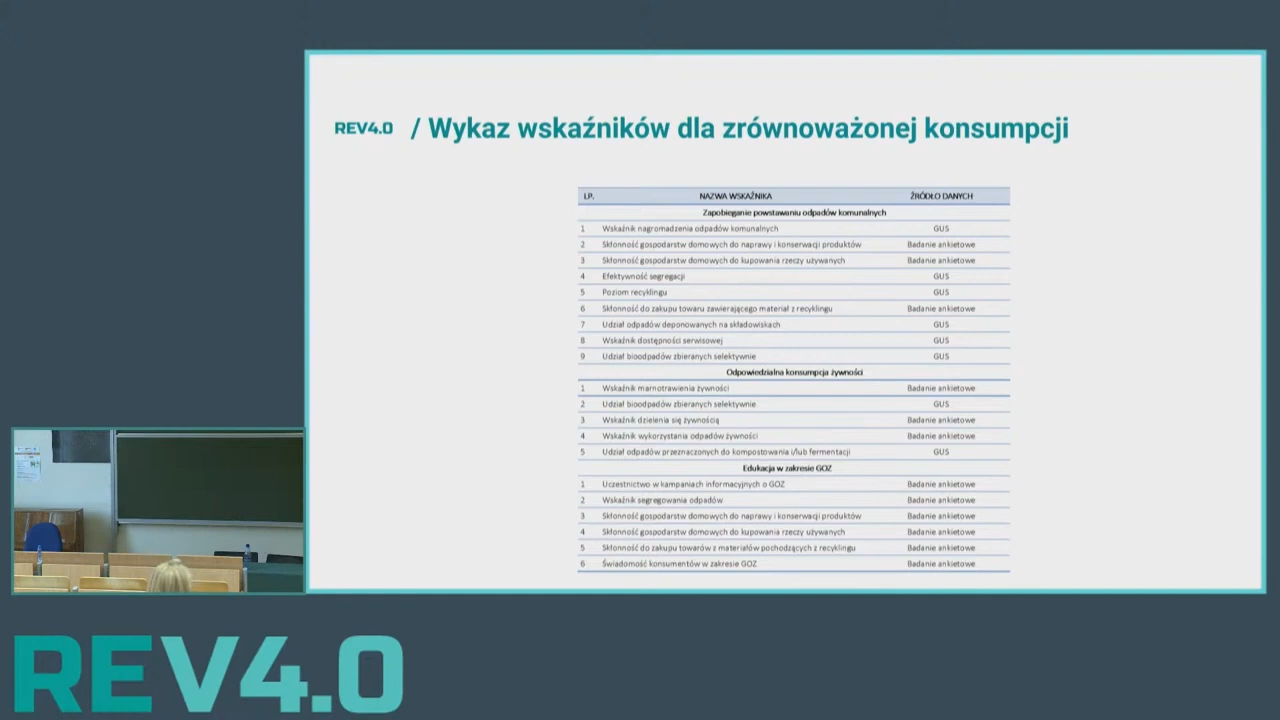 REV4.0 / Wykaz wskaźników dla zrównoważonej konsumpcji
LP. NAZWA WSKAŹNIKA ŹRÓDŁO DANYCH
Zapobieganie powstawaniu odpadów komunalnych
1 Wskaźnik nagromadzenia odpadów komunalnych GUS
2 Skłonność gospodarstw domowych do naprawy i konserwacji produktów Badanie ankietowe
3 Skłonność gospodarstw domowych do kupowania rzeczy używanych Badanie ankietowe
4 Efektywność segregacji GUS
5 Poziom recyklingu GUS
6 Skłonność do zakupu towaru zawierającego materiał z recyklingu Badanie ankietowe
7 Udział odpadów deponowanych na składowiskach GUS
8 Wskaźnik dostępności serwisowej GUS
9 Udział bioodpadów zbieranych selektywnie GUS
Odpowiedzialna konsumpcja żywności
1 Wskaźnik marnotrawienia żywności Badanie ankietowe
2 Udział bioodpadów zbieranych selektywnie GUS
3 Wskaźnik dzielenia się żywnością Badanie ankietowe
4 Wskaźnik wykorzystania odpadów żywności Badanie ankietowe
5 Udział odpadów przeznaczonych do kompostowania i/lub fermentacji GUS
Edukacja w zakresie GOZ
1 Uczestnictwo w kampaniach informacyjnych o GOZ Badanie ankietowe
2 Wskaźnik segregowania odpadów Badanie ankietowe
3 Skłonność gospodarstw domowych do naprawy i konserwacji produktów Badanie ankietowe
4 Skłonność gospodarstw domowych do kupowania rzeczy używanych Badanie ankietowe
5 Skłonność do zakupu towarów z materiałów pochodzących z recyklingu Badanie ankietowe
6 Świadomość konsumentów w zakresie GOZ Badanie ankietowe
REV4.0